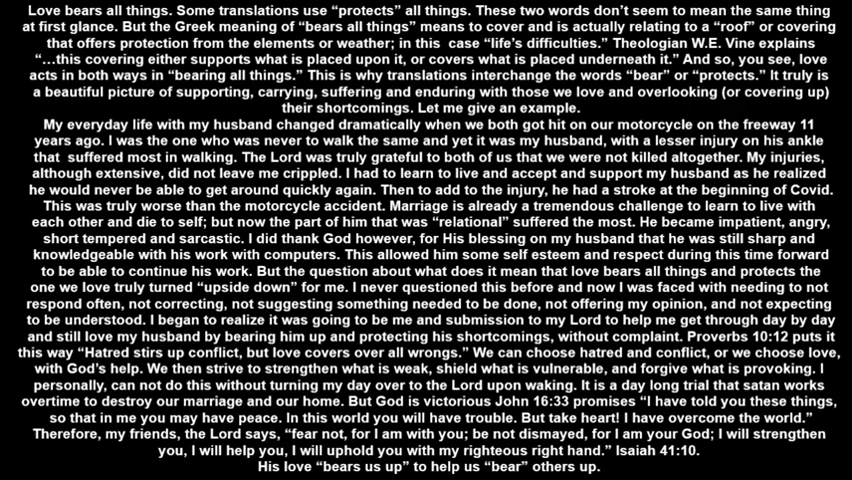 Love bears all things. Some translations use “protects” all things. These two words don’t seem to mean the same thing
at first glance. But the Greek meaning of “bears all things” means to cover and is actually relating to a “roof” or covering
that offers protection from the elements or weather; in this case “life’s difficulties.” Theologian W.E. Vine explains
“…this covering either supports what is placed upon it, or covers what is placed underneath it.” And so, you see, love
acts in both ways in “bearing all things.” This is why translations interchange the words “bear” or “protects.” It truly is
a beautiful picture of supporting, carrying, suffering and enduring with those we love and overlooking (or covering up)
their shortcomings. Let me give an example.
My everyday life with my husband changed dramatically when we both got hit on our motorcycle on the freeway 11
years ago. I was the one who was never to walk the same and yet it was my husband, with a lesser injury on his ankle
that suffered most in walking. The Lord was truly grateful to both of us that we were not killed altogether. My injuries,
although extensive, did not leave me crippled. I had to learn to live and accept and support my husband as he realized
he would never be able to get around quickly again. Then to add to the injury, he had a stroke at the beginning of Covid.
This was truly worse than the motorcycle accident. Marriage is already a tremendous challenge to learn to live with
each other and die to self; but now the part of him that was “relational” suffered the most. He became impatient, angry,
short tempered and sarcastic. I did thank God however, for His blessing on my husband that he was still sharp and
knowledgeable with his work with computers. This allowed him some self esteem and respect during this time forward
to be able to continue his work. But the question about what does it mean that love bears all things and protects the
one we love truly turned “upside down” for me. I never questioned this before and now I was faced with needing to not
respond often, not correcting, not suggesting something needed to be done, not offering my opinion, and not expecting
to be understood. I began to realize it was going to be me and submission to my Lord to help me get through day by day
and still love my husband by bearing him up and protecting his shortcomings, without complaint. Proverbs 10:12 puts it
this way “Hatred stirs up conflict, but love covers over all wrongs.” We can choose hatred and conflict, or we choose love,
with God’s help. We then strive to strengthen what is weak, shield what is vulnerable, and forgive what is provoking. I
personally, can not do this without turning my day over to the Lord upon waking. It is a day long trial that satan works
overtime to destroy our marriage and our home. But God is victorious John 16:33 promises “I have told you these things,
so that in me you may have peace. In this world you will have trouble. But take heart! I have overcome the world.”
Therefore, my friends, the Lord says, “fear not, for I am with you; be not dismayed, for I am your God; I will strengthen
you, I will help you, I will uphold you with my righteous right hand.” Isaiah 41:10.
His love “bears us up” to help us “bear” others up.